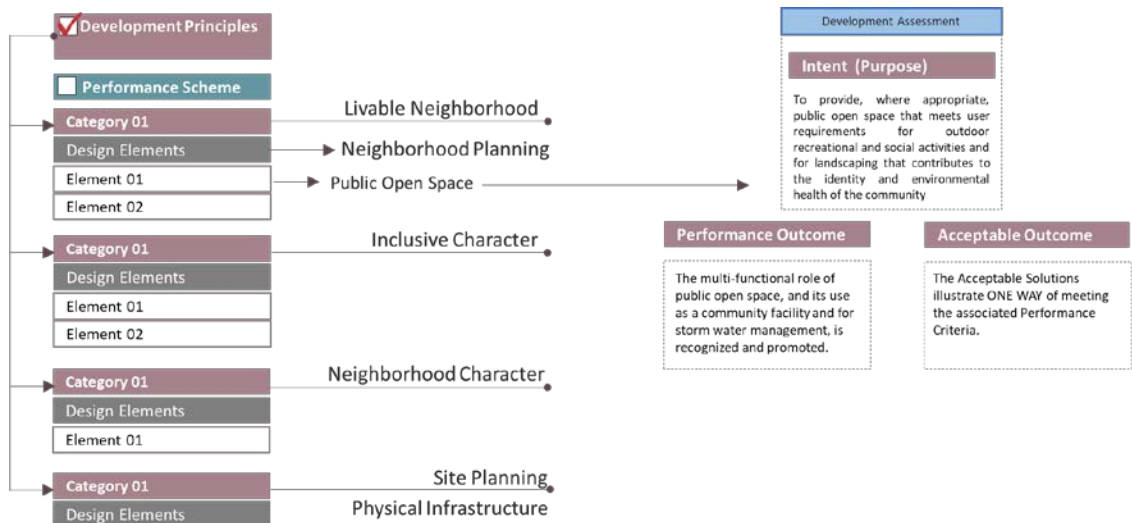 Development Principles
Performance Scheme
Category 01
Livable Neighborhood
Design Elements
Neighborhood Planning
Element 01
Public Open Space
Element 02
Category 01
Inclusive Character
Design Elements
Element 01
Element 02
Category 01
Neighborhood Character
Design Elements
Element 01
Category 01
Site Planning
Design Elements
Physical Infrastructure
Development Assessment
Intent (Purpose)
To provide, where appropriate,
public open space that meets user
requirements for outdoor
recreational and social activities and
for landscaping that contributes to
the identity and environmental
health of the community
Performance Outcome
The multi-functional role of
public open space, and its use
as a community facility and for
storm water management, is
recognized and promoted.
Acceptable Outcome
The Acceptable Solutions
illustrate ONE WAY of meeting
the associated Performance
Criteria.